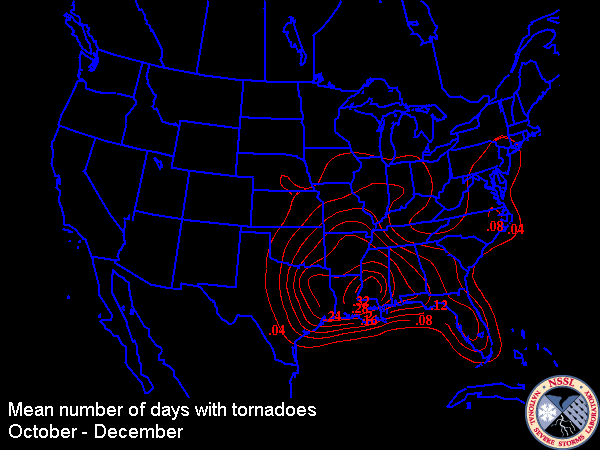 .08 .04
.32
.28
.24
.16
.12
.08
.04
Mean number of days with tornadoes
October - December
NSSL
NATIONAL SEVERE STORMS LABORATORY